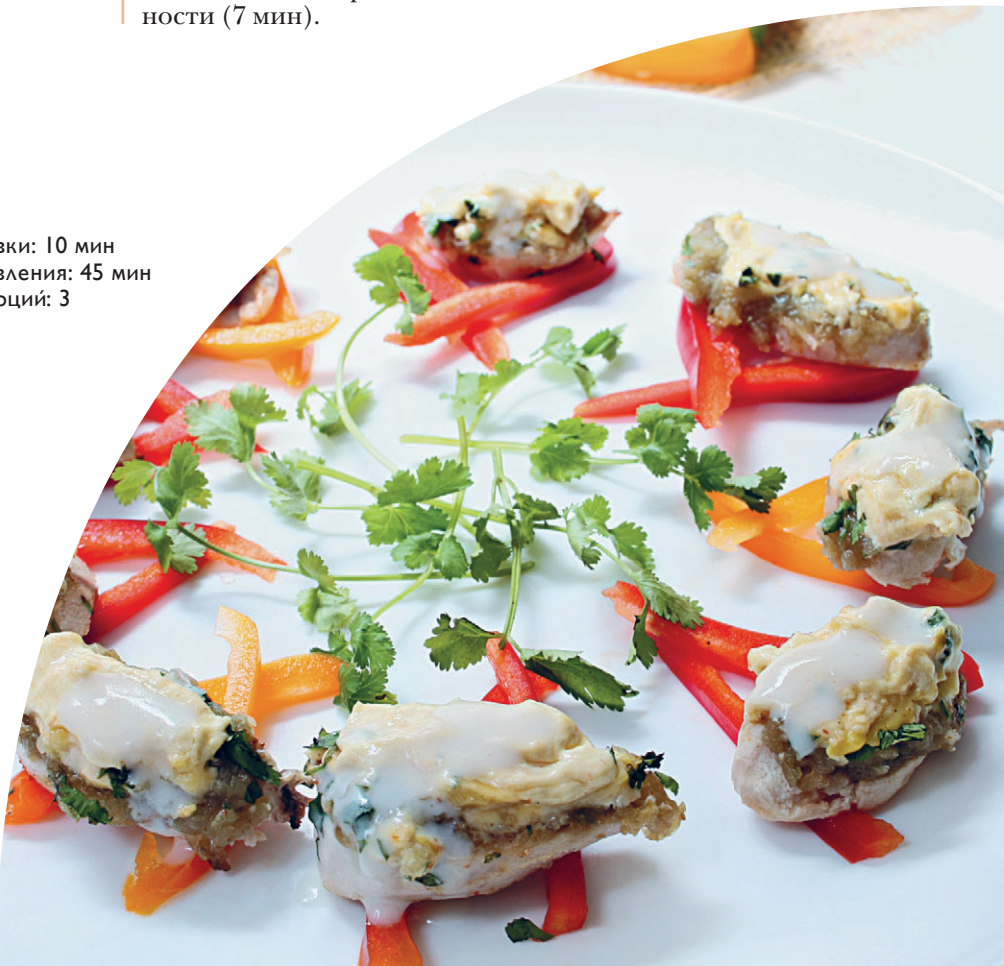 ности (7 мин).
вки: 10 мин
вления: 45 мин
оций: 3